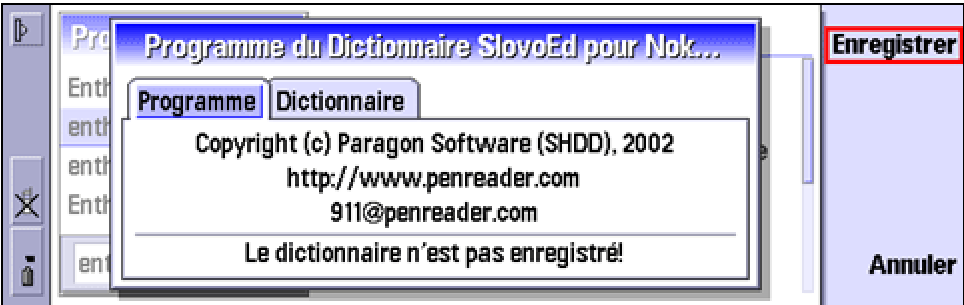 Programme du Dictionnaire SlovoEd pour Nok...
Enregistrer
Programme Dictionnaire
Copyright (c) Paragon Software (SHDD), 2002
http://www.penreader.com
911@penreader.com
Le dictionnaire n'est pas enregistré!
Annuler